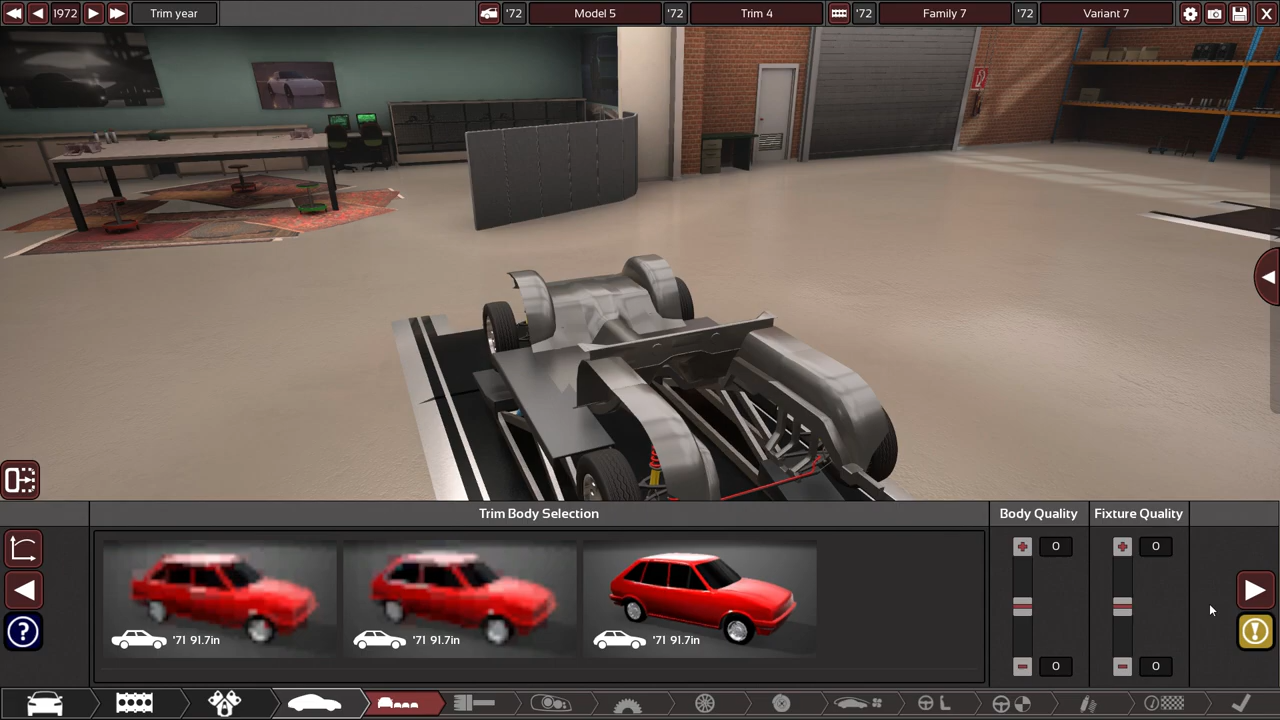 1972 Trim year '72 Model 5 '72 Trim 4 '72 Family 7 '72 Variant 7
Trim Body Selection
Body Quality
Fixture Quality
0 0
'71 91.7in
'71 91.7in
'71 91.7in
0 0